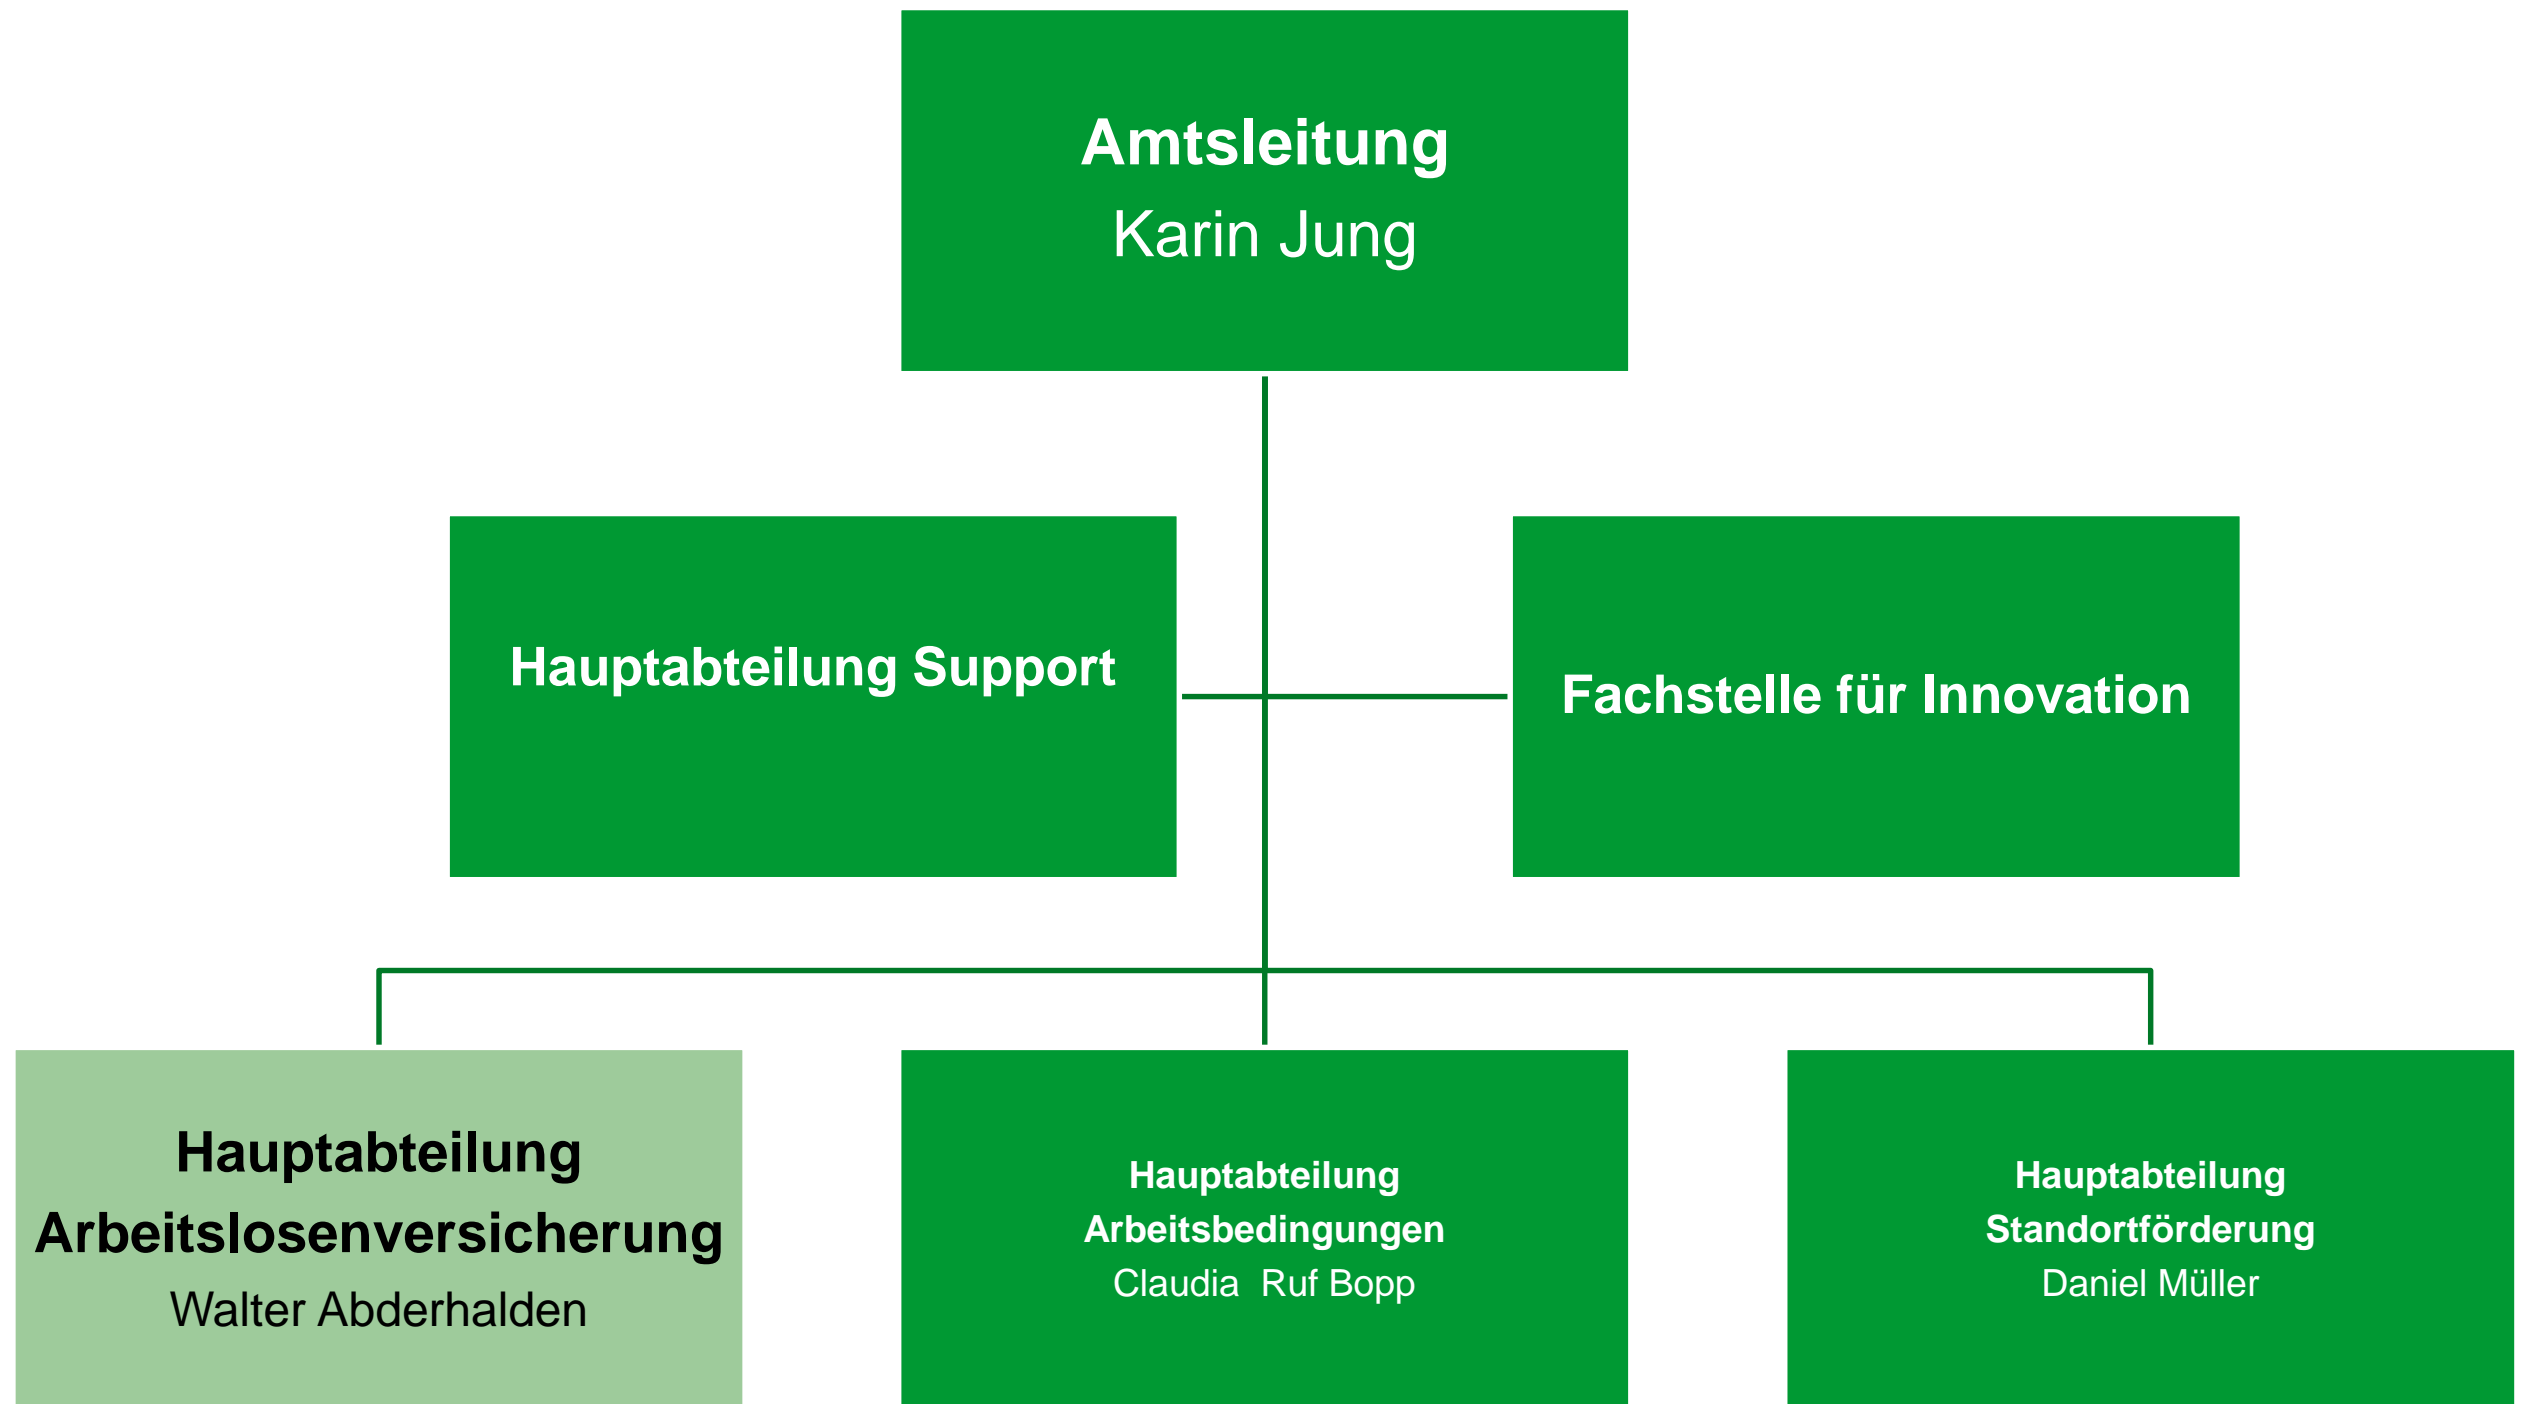 Amtsleitung
Karin Jung
Hauptabteilung Support
Fachstelle für Innovation
Hauptabteilung
Arbeitslosenversicherung
Walter Abderhalden
Hauptabteilung
Arbeitsbedingungen
Claudia  Ruf Bopp
Hauptabteilung
Standortförderung
Daniel Müller